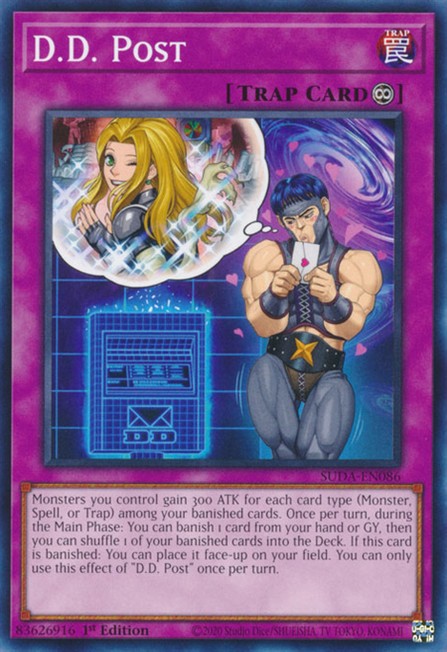 D.D. POST
TRAP
罠
[TRAP CARD]
D D
SUDA-EN086
Monsters you control gain 300 ATK for each card type (Monster,
Spell, or Trap) among your banished cards. Once per turn, during
the Main Phase: You can banish 1 card from your hand or GY, then
you can shuffle 1 of your banished cards into the Deck. If this card
is banished: You can place it face-up on your field. You can only
use this effect of "D.D. Post" once per turn.
83626916 1st Edition ©2020 Studio Dice/SHUEISHA, TV TOKYO, KONAMI